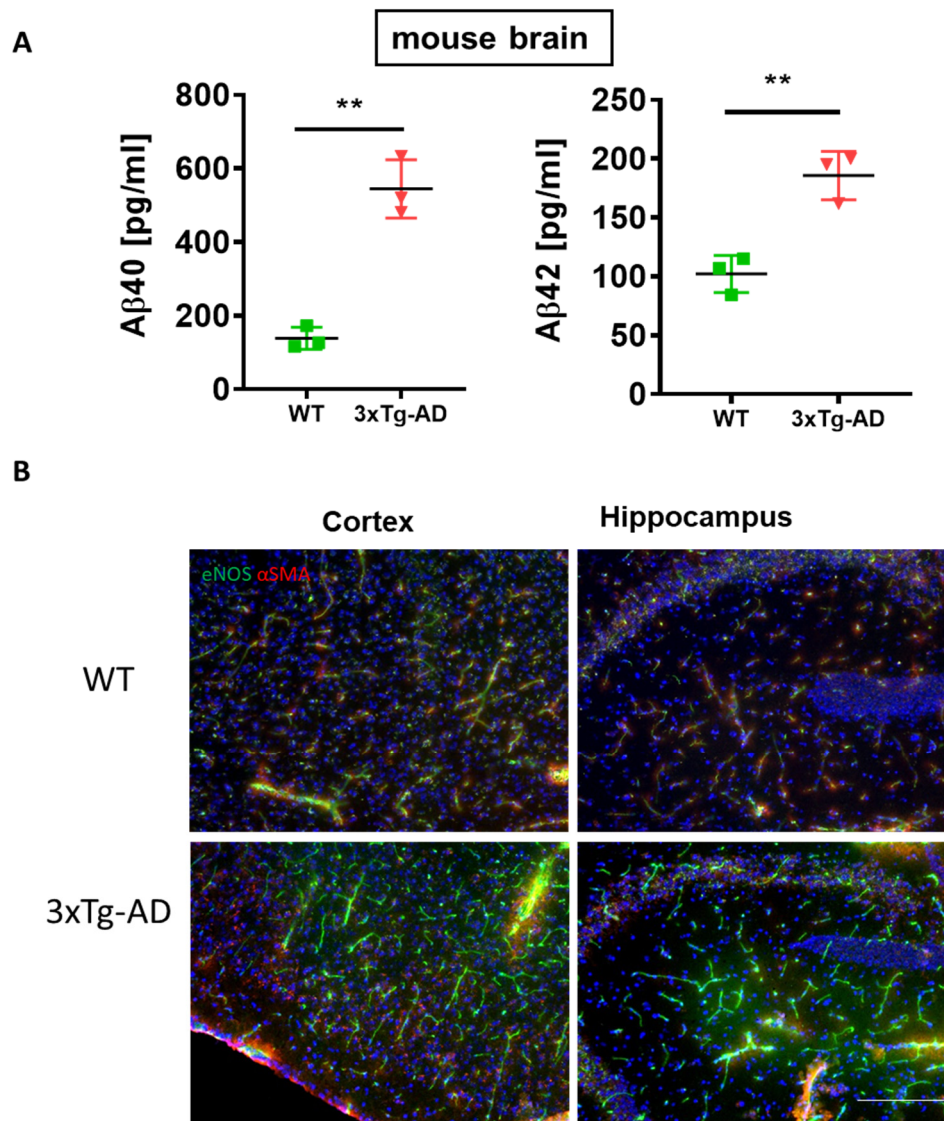 A
mouse brain
**
Aβ40 [pg/ml]
800
600
400
200
0
WT 3xTg-AD
**
Aβ42 [pg/ml]
250
200
150
100
50
0
WT 3xTg-AD
B
Cortex Hippocampus
eNOS αSMA
WT
3xTg-AD